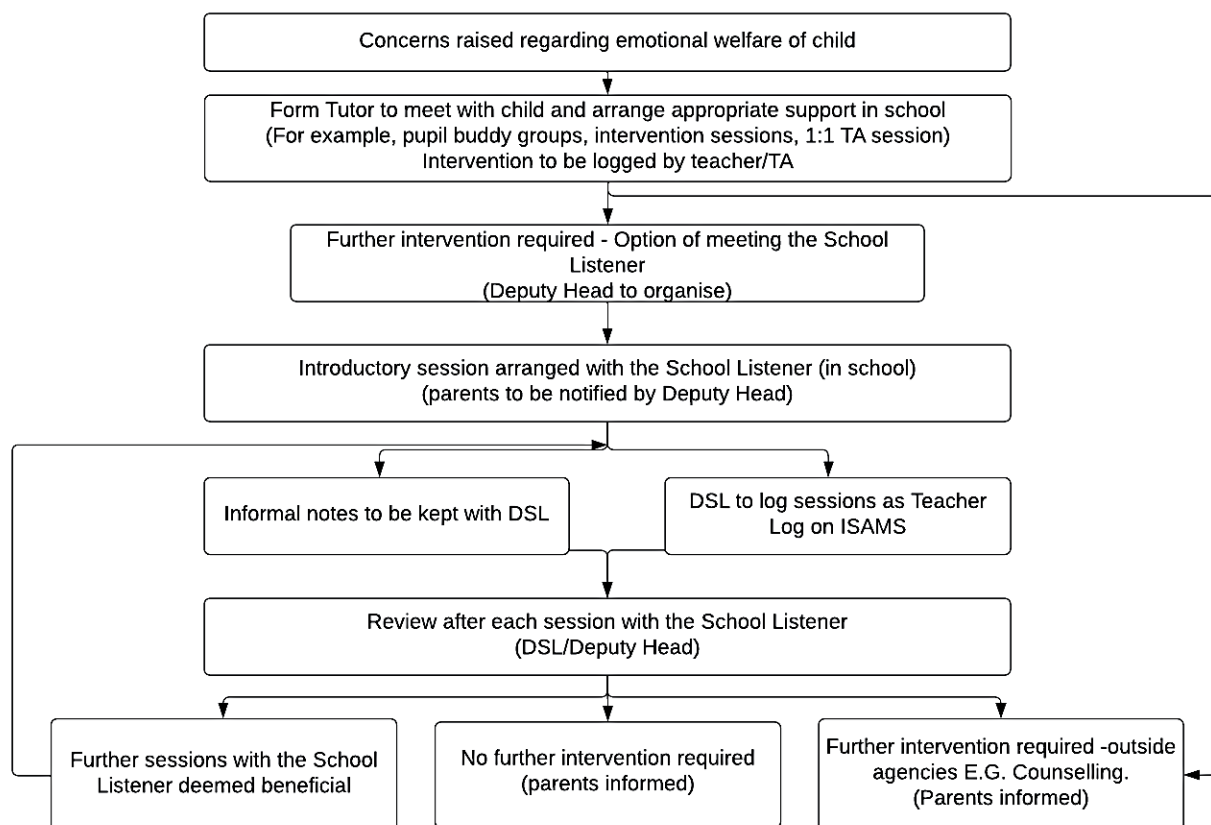 Concerns raised regarding emotional welfare of child
Form Tutor to meet with child and arrange appropriate support in school
(For example, pupil buddy groups, intervention sessions, 1:1 TA session)
Intervention to be logged by teacher/TA
Further intervention required - Option of meeting the School
Listener
(Deputy Head to organise)
Introductory session arranged with the School Listener (in school)
(parents to be notified by Deputy Head)
Informal notes to be kept with DSL
DSL to log sessions as Teacher
Log on ISAMS
Review after each session with the School Listener
(DSL/Deputy Head)
Further sessions with the School
Listener deemed beneficial
No further intervention required
(parents informed)
Further intervention required -outside
agencies E.G. Counselling.
(Parents informed)